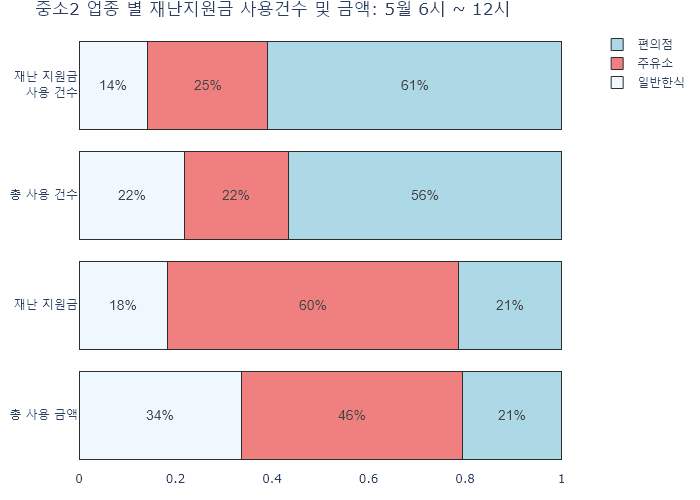 중소2 업종 별 재난지원금 사용건수 및 금액: 5월 6시 ~ 12시
편의점
주유소
일반한식
재난 지원금
사용 건수
14% 25% 61%
총 사용 건수
22% 22% 56%
재난 지원금
18% 60% 21%
총 사용 금액
34% 46% 21%
0 0.2 0.4 0.6 0.8 1